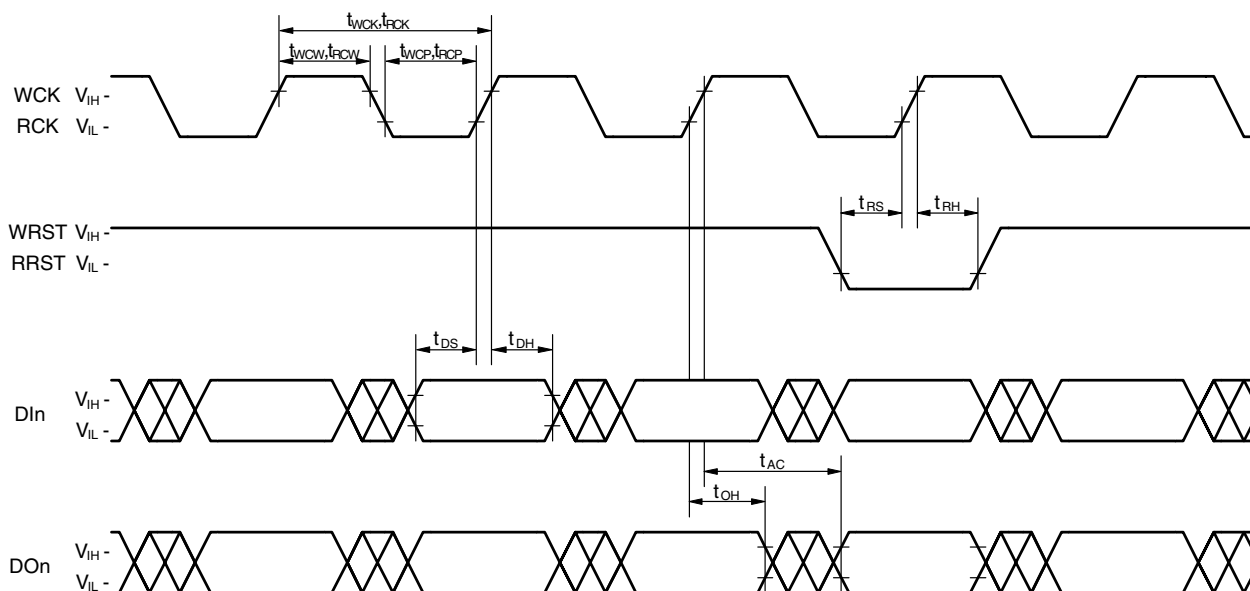 tWCK,tRCK
tWCW,tRCW tWCP,tRCP
WCK VIH -
RCK VIL -
tRS tRH
WRST VIH -
RRST VIL -
tDS tDH
DIn VIH -
VIL -
tAC
tOH
DOn VIH -
VIL -